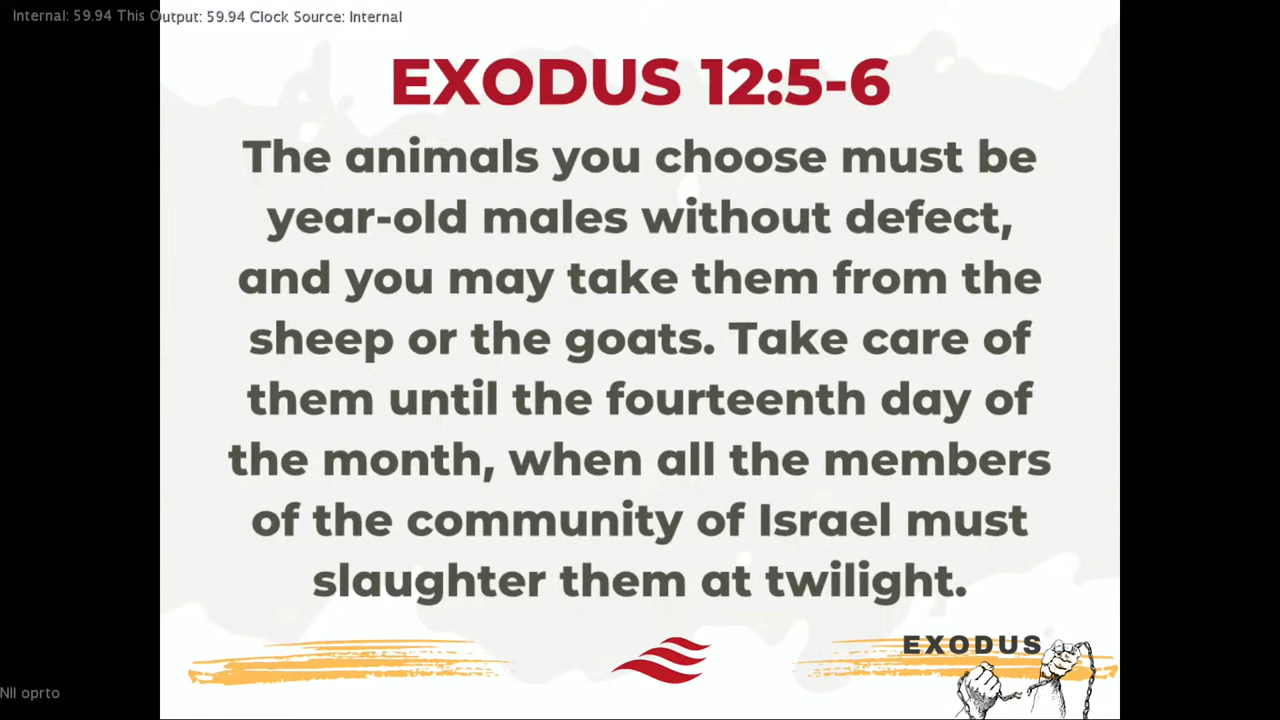 Internal: 59.94 This Output: 59.94 Clock Source: Internal
EXODUS 12:5-6
The animals you choose must be
year-old males without defect,
and you may take them from the
sheep or the goats. Take care of
them until the fourteenth day of
the month, when all the members
of the community of Israel must
slaughter them at twilight.
EXODUS
NII oprto